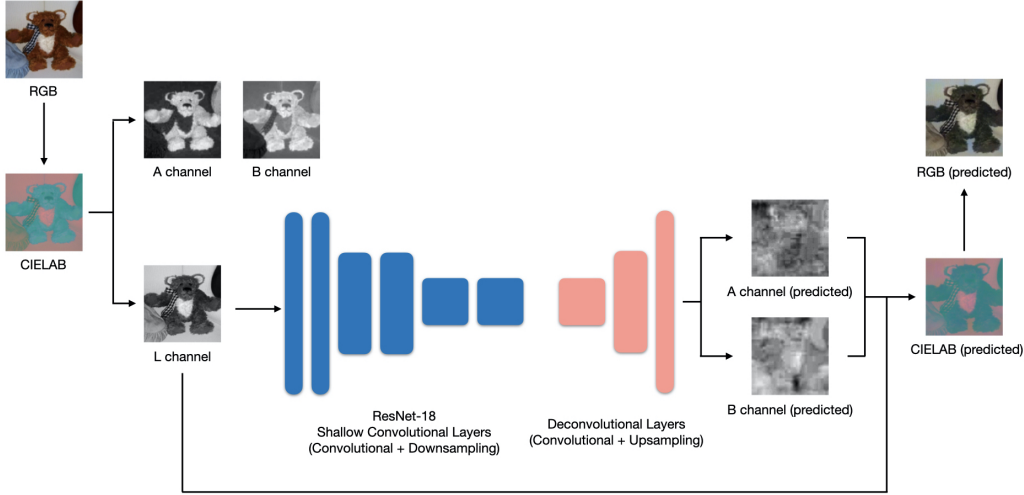 RGB
CIELAB
A channel
B channel
L channel
ResNet-18
Shallow Convolutional Layers
(Convolutional + Downsampling)
Deconvolutional Layers
(Convolutional + Upsampling)
A channel (predicted)
B channel (predicted)
RGB (predicted)
CIELAB (predicted)